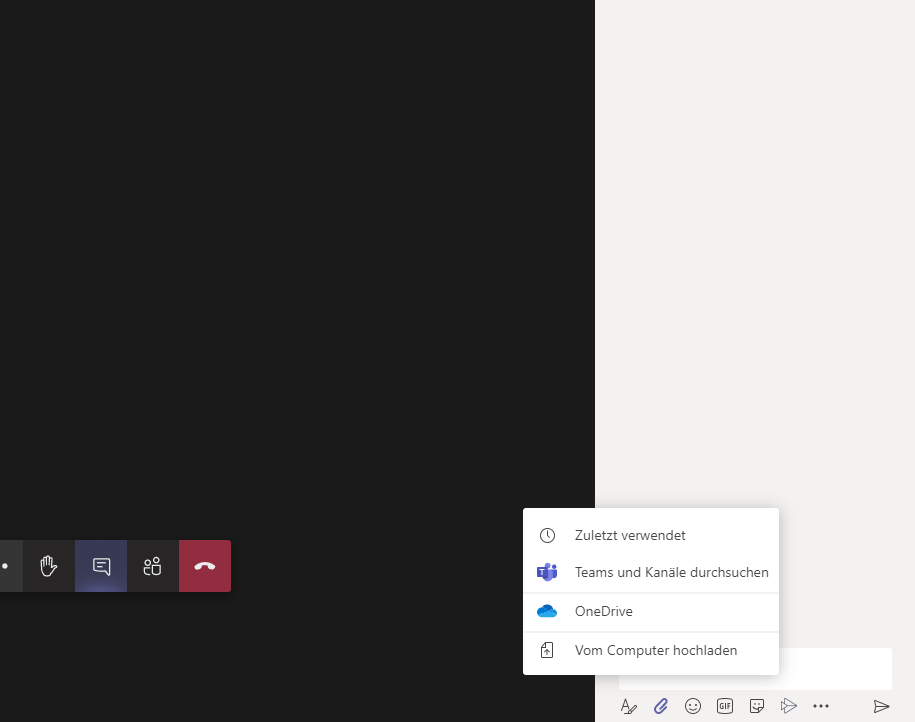 Zuletzt verwendet
Teams und Kanäle durchsuchen
OneDrive
Vom Computer hochladen
GIF